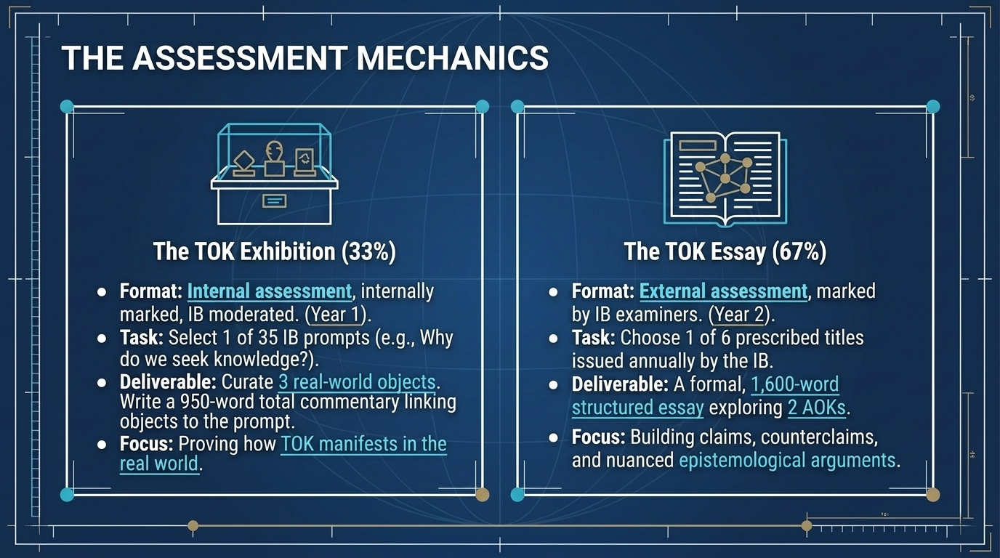 THE ASSESSMENT MECHANICS
The TOK Exhibition (33%)
● Format: Internal assessment, internally
marked, IB moderated. (Year 1).
● Task: Select 1 of 35 IB prompts (e.g., Why
do we seek knowledge?).
● Deliverable: Curate 3 real-world objects.
Write a 950-word total commentary linking
objects to the prompt.
● Focus: Proving how TOK manifests in the
real world.
The TOK Essay (67%)
● Format: External assessment, marked
by IB examiners. (Year 2).
● Task: Choose 1 of 6 prescribed titles
issued annually by the IB.
● Deliverable: A formal, 1,600-word
structured essay exploring 2 AOKs.
● Focus: Building claims, counterclaims,
and nuanced epistemological arguments.